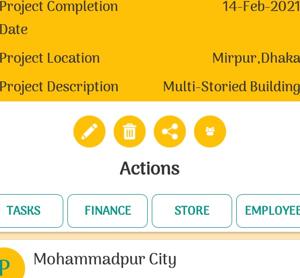 Project Completion 14-Feb-2021
Date
Project Location Mirpur,Dhaka
Project Description Multi-Storied Building
Actions
TASKS FINANCE STORE EMPLOYEE
P Mohammadpur City